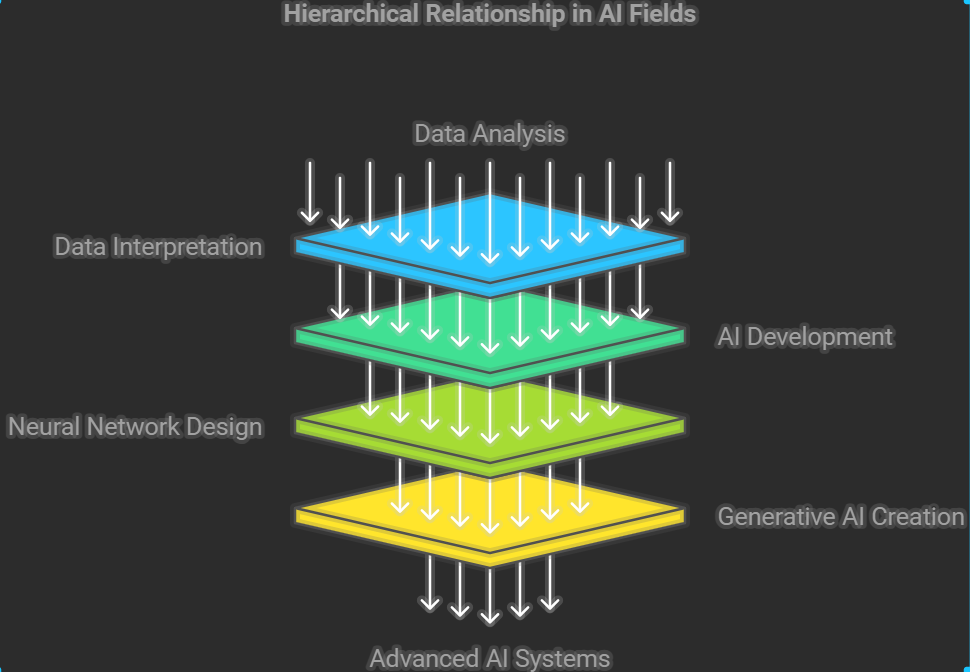 Hierarchical Relationship in AI Fields
Data Analysis
Data Interpretation
AI Development
Neural Network Design
Generative AI Creation
Advanced AI Systems